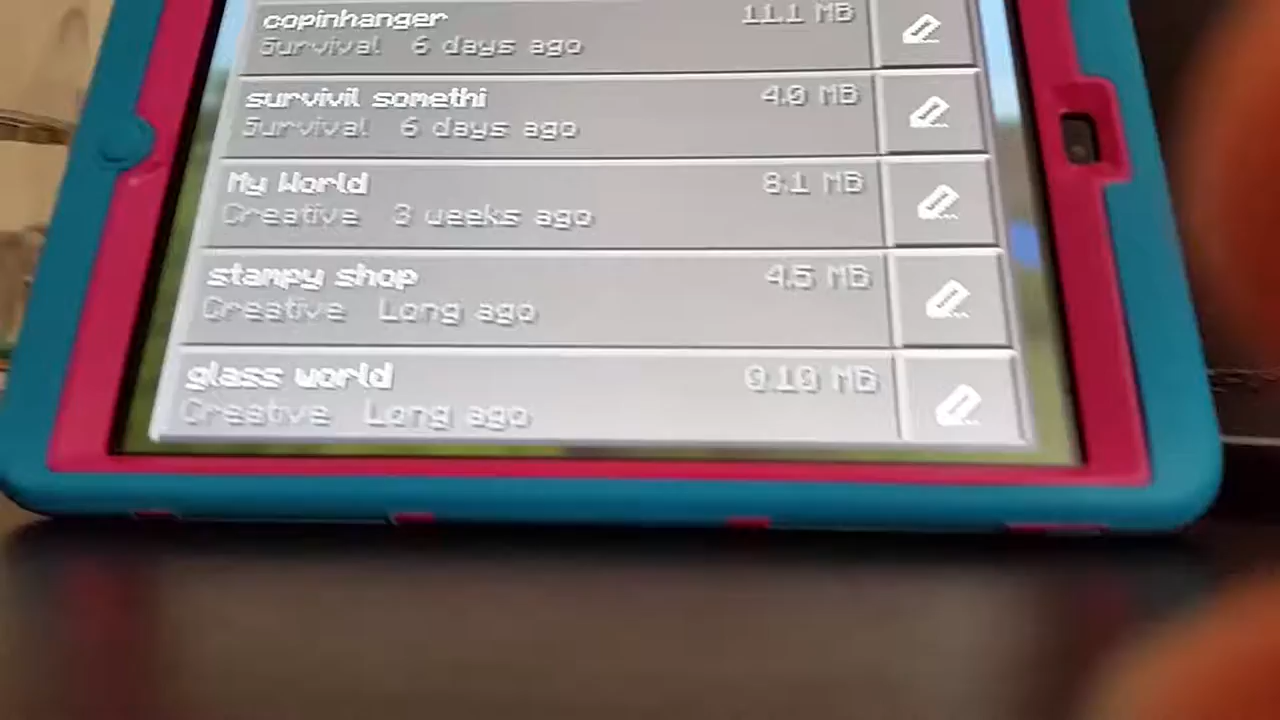 copinhanger 11.1 MB
Survival 6 days ago
survivil somethi 4.0 MB
Survival 6 days ago
My World 8.1 MB
Creative 3 weeks ago
stampy shop 4.5 MB
Creative Long ago
glass world 0.10 MB
Creative Long ago